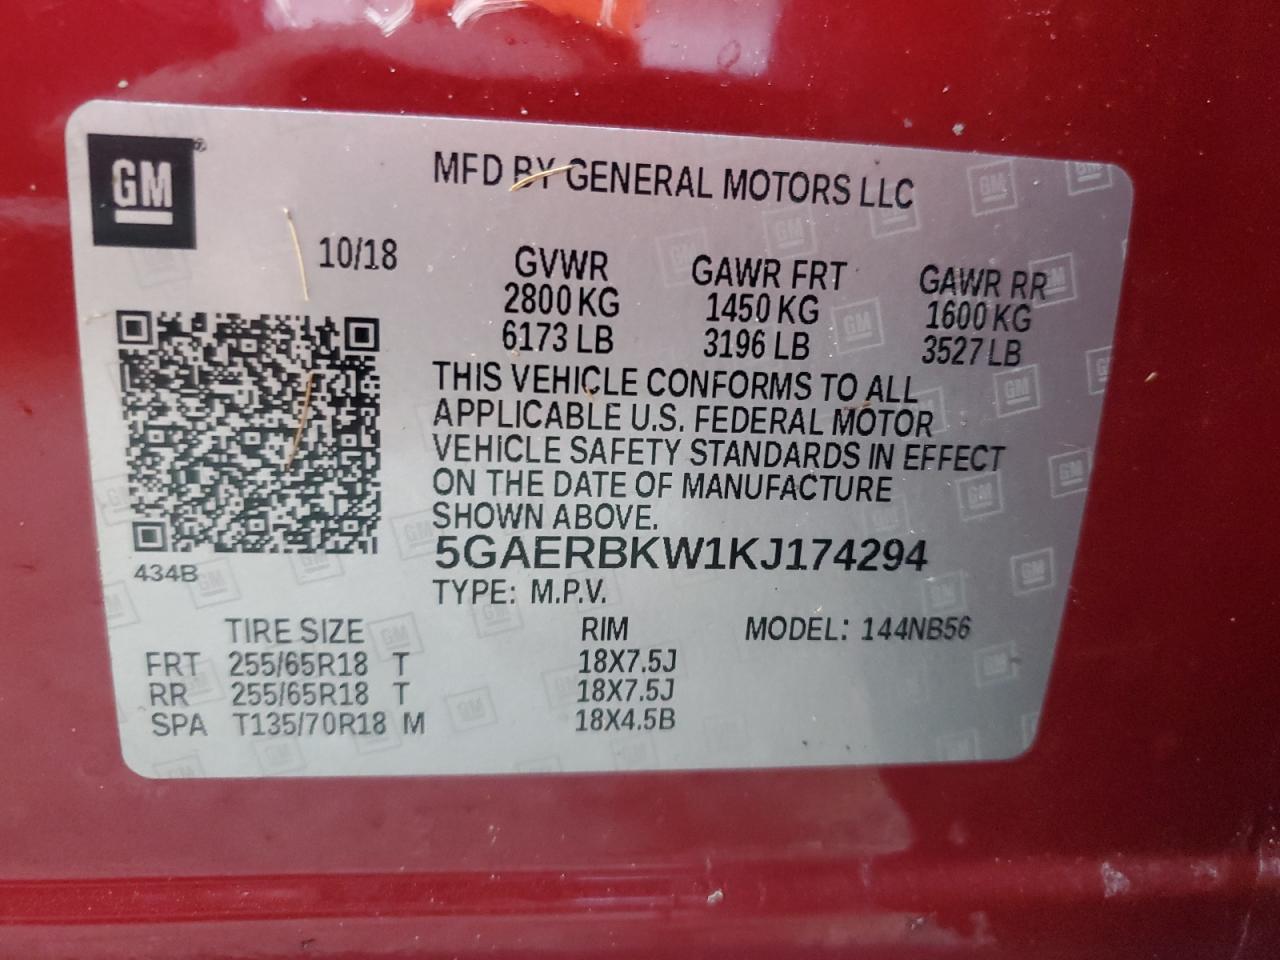 GM
MFD BY GENERAL MOTORS LLC
10/18
GVWR GAWR FRT GAWR RR
2800 KG 1450 KG 1600 KG
6173 LB 3196 LB 3527 LB
THIS VEHICLE CONFORMS TO ALL
APPLICABLE U.S. FEDERAL MOTOR
VEHICLE SAFETY STANDARDS IN EFFECT
ON THE DATE OF MANUFACTURE
SHOWN ABOVE.
5GAERBKW1KJ174294
434B
TYPE: M.P.V.
TIRE SIZE RIM MODEL: 144NB56
FRT 255/65R18 T 18X7.5J
RR 255/65R18 T 18X7.5J
SPA T135/70R18 M 18X4.5B